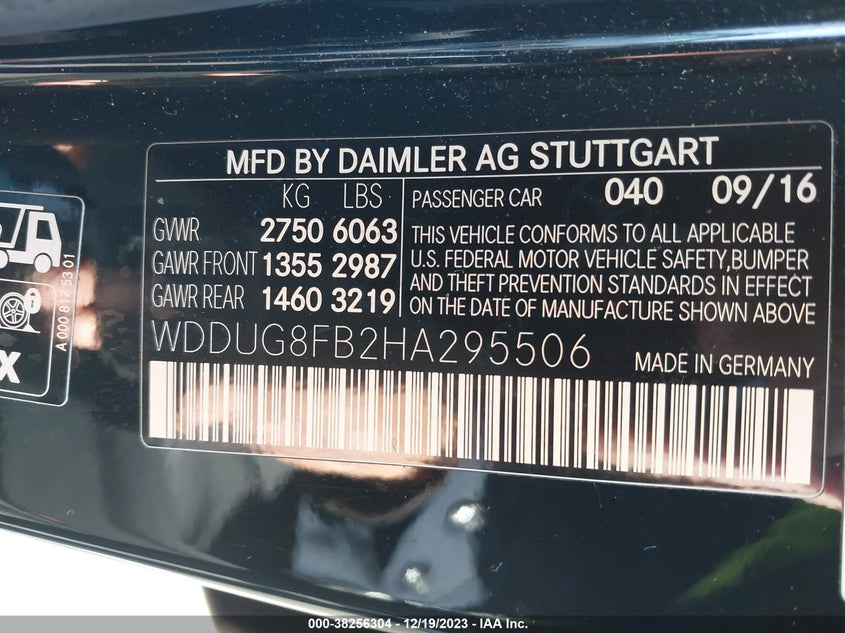 MFD BY DAIMLER AG STUTTGART
KG LBS
GVWR 2750 6063
GAWR FRONT 1355 2987
GAWR REAR 1460 3219
PASSENGER CAR 040 09/16
THIS VEHICLE CONFORMS TO ALL APPLICABLE
U.S. FEDERAL MOTOR VEHICLE SAFETY,BUMPER
AND THEFT PREVENTION STANDARDS IN EFFECT
ON THE DATE OF MANUFACTURE SHOWN ABOVE
WDDUG8FB2HA295506 MADE IN GERMANY
A 000 817 53 01
X
000-38256304 - 12/19/2023 - IAA Inc.